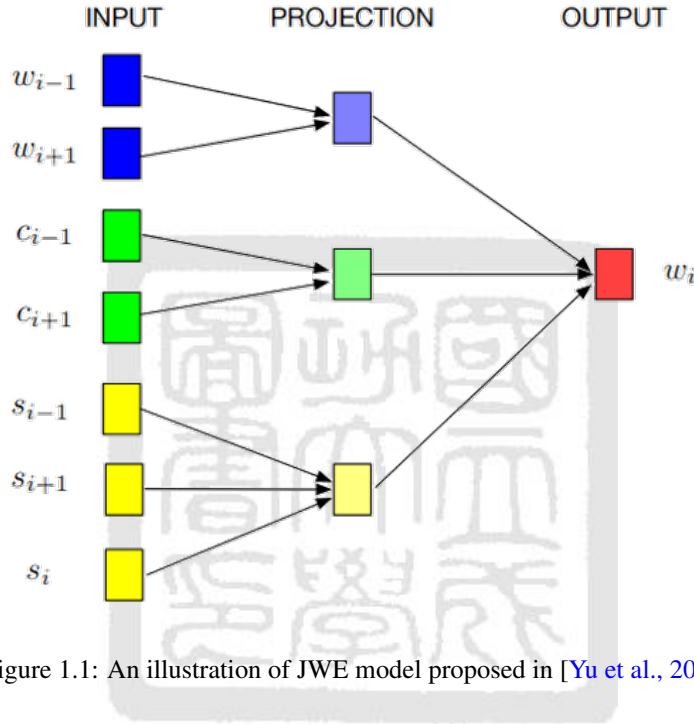 INPUT PROJECTION OUTPUT
w_{i-1}
w_{i+1}
c_{i-1}
w_i
c_{i+1}
s_{i-1}
s_{i+1}
s_i
igure 1.1: An illustration of JWE model proposed in [Yu et al., 20